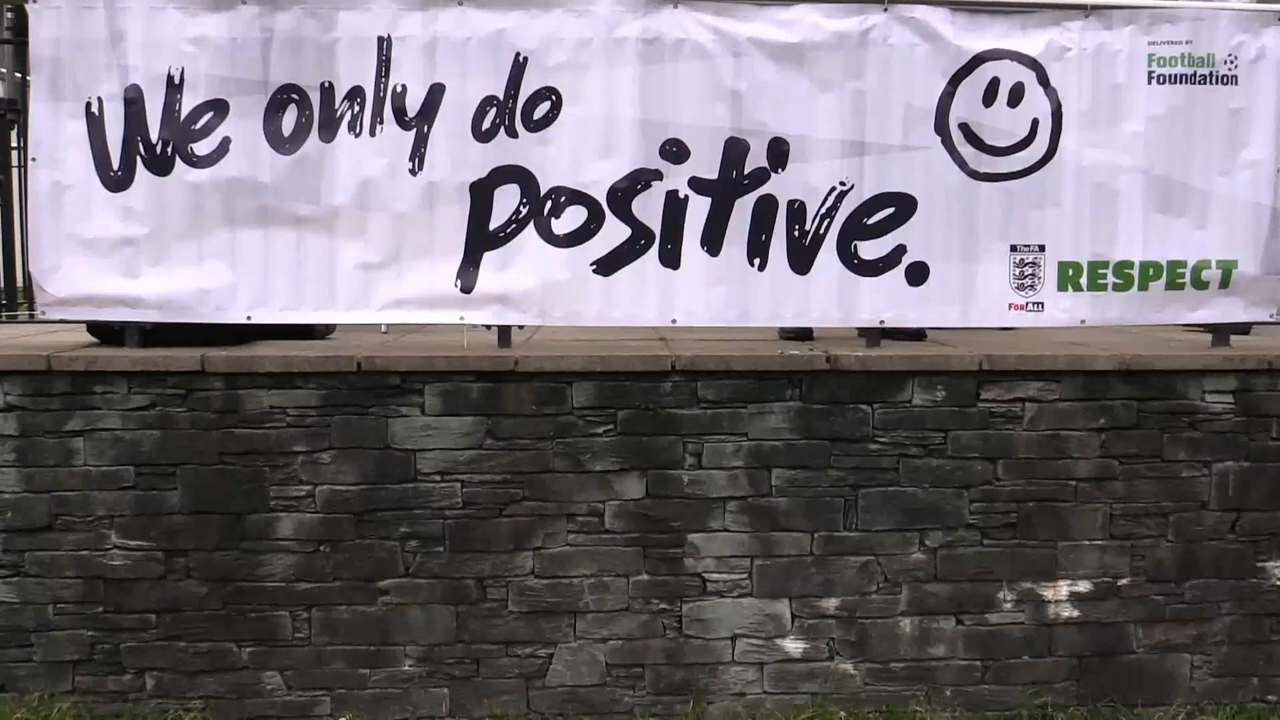 We only do
positive.
DELIVERED BY
Football
Foundation
The FA
FOR ALL
RESPECT